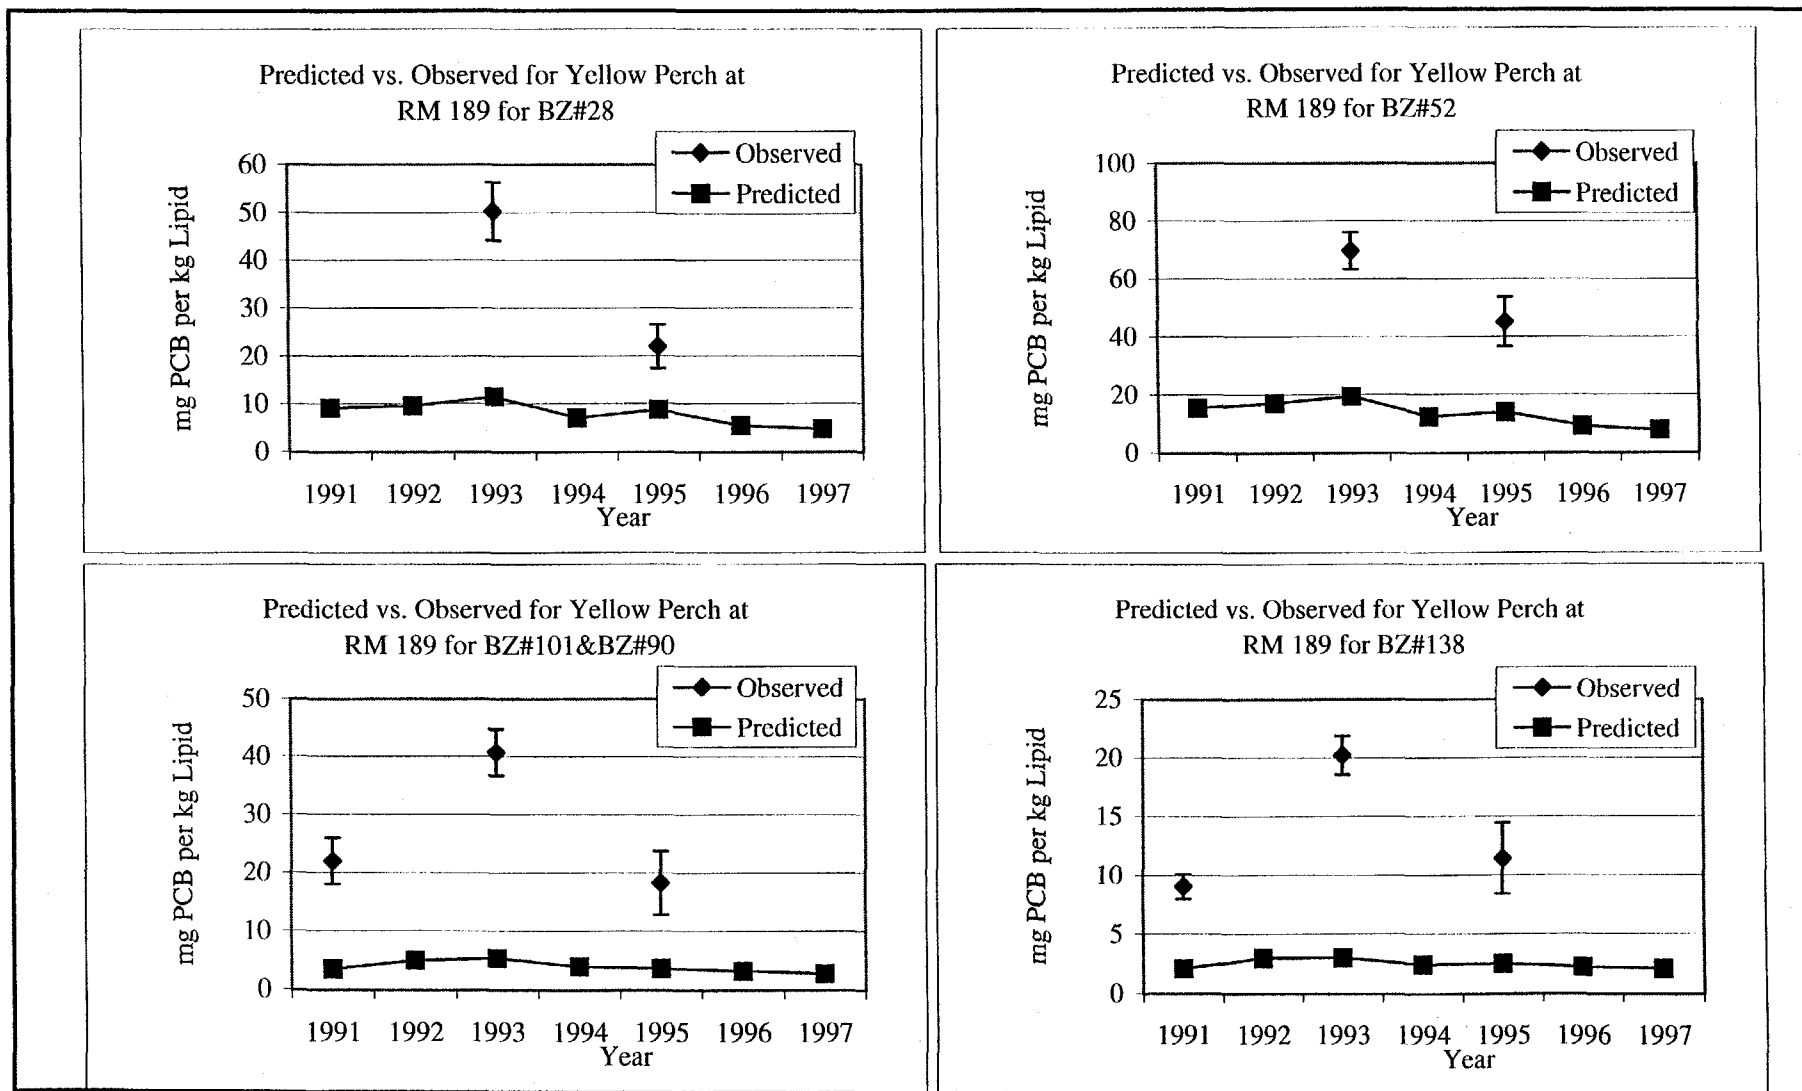 Predicted vs. Observed for Yellow Perch at
RM 189 for BZ#28
Observed
Predicted
mg PCB per kg Lipid
60
50
40
30
20
10
0
1991 1992 1993 1994 1995 1996 1997
Year
Predicted vs. Observed for Yellow Perch at
RM 189 for BZ#52
Observed
Predicted
mg PCB per kg Lipid
100
80
60
40
20
0
1991 1992 1993 1994 1995 1996 1997
Year
Predicted vs. Observed for Yellow Perch at
RM 189 for BZ#101&BZ#90
Observed
Predicted
mg PCB per kg Lipid
50
40
30
20
10
0
1991 1992 1993 1994 1995 1996 1997
Year
Predicted vs. Observed for Yellow Perch at
RM 189 for BZ#138
Observed
Predicted
mg PCB per kg Lipid
25
20
15
10
5
0
1991 1992 1993 1994 1995 1996 1997
Year